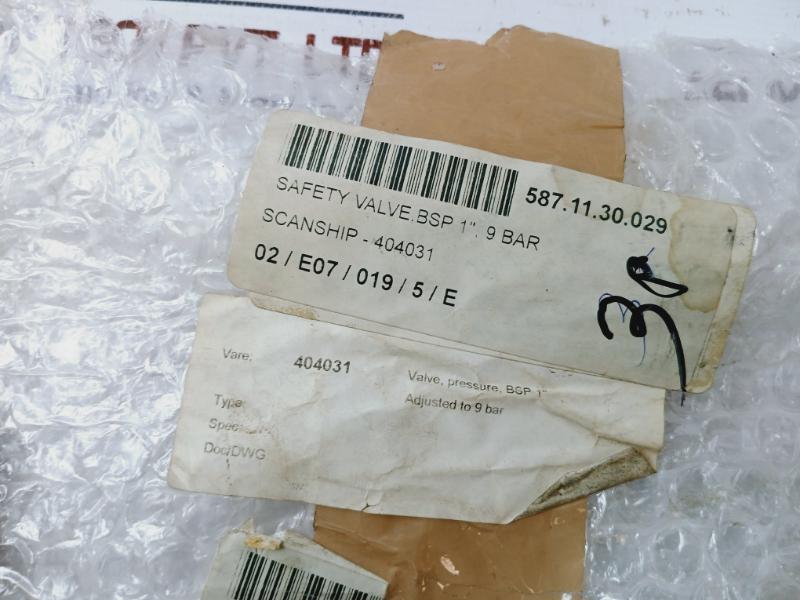 587.11.30.029
SAFETY VALVE.BSP 1", 9 BAR
SCANSHIP - 404031
02 / E07 / 019 / 5 / E
Vare: 404031 Valve, pressure, BSP 1"
Type Adjusted to 9 bar
Doc/DWG